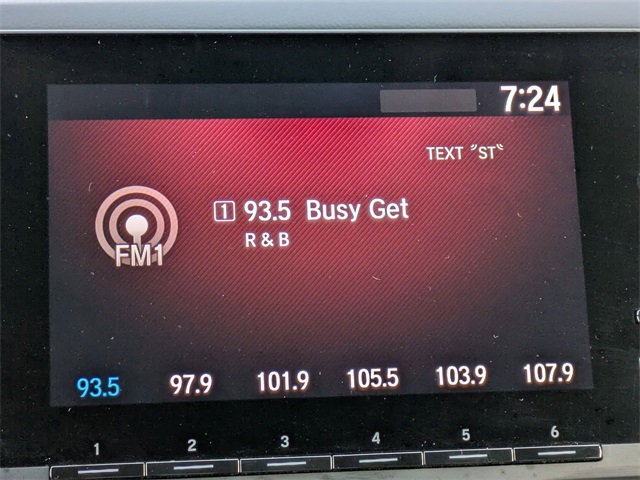 7:24
TEXT "ST"
1 93.5 Busy Get
R & B
FM1
93.5 97.9 101.9 105.5 103.9 107.9
1 2 3 4 5 6